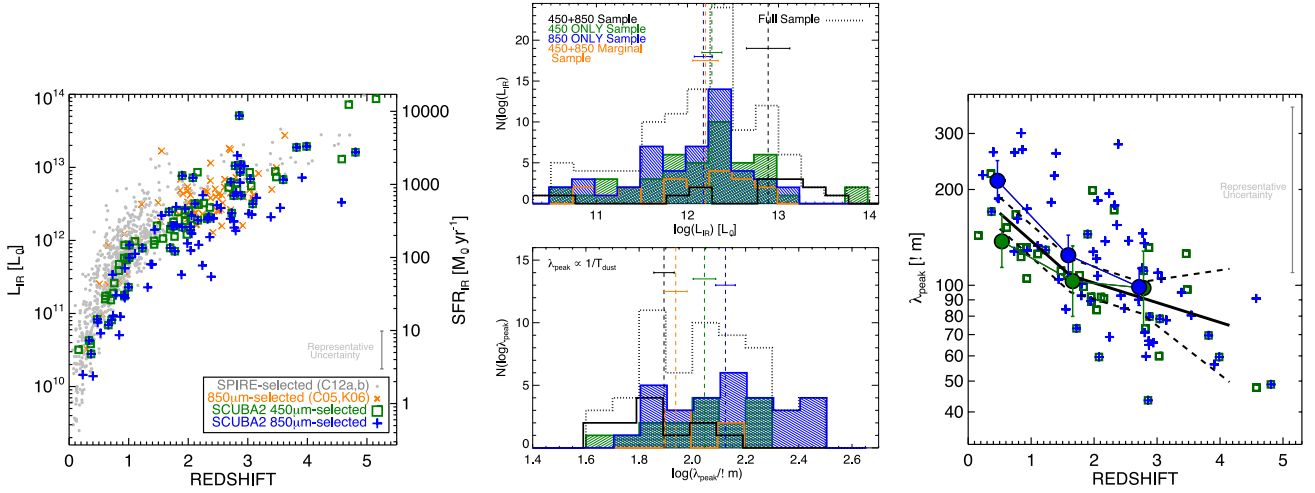 10^14
10^13
10^12
10^11
10^10
L_IR [L_0]
0 1 2 3 4 5
REDSHIFT
10000
1000
100
10
1
SFR_IR [M_0 yr^-1]
Representative
Uncertainty
SPIRE-selected (C12a,b)
850μm-selected (C05,K06)
SCUBA2 450μm-selected
SCUBA2 850μm-selected
450+850 Sample
450 ONLY Sample
850 ONLY Sample
450+850 Marginal
Sample
Full Sample
20
15
10
5
0
N(log(L_IR))
11 12 13 14
log(L_IR) [L_0]
λ_peak ∝ 1/T_dust
15
10
5
0
N(logλ_peak)
1.4 1.6 1.8 2.0 2.2 2.4 2.6
log(λ_peak/! m)
300
200
100
90
80
70
60
50
40
λ_peak [! m]
Representative
Uncertainty
0 1 2 3 4 5
REDSHIFT